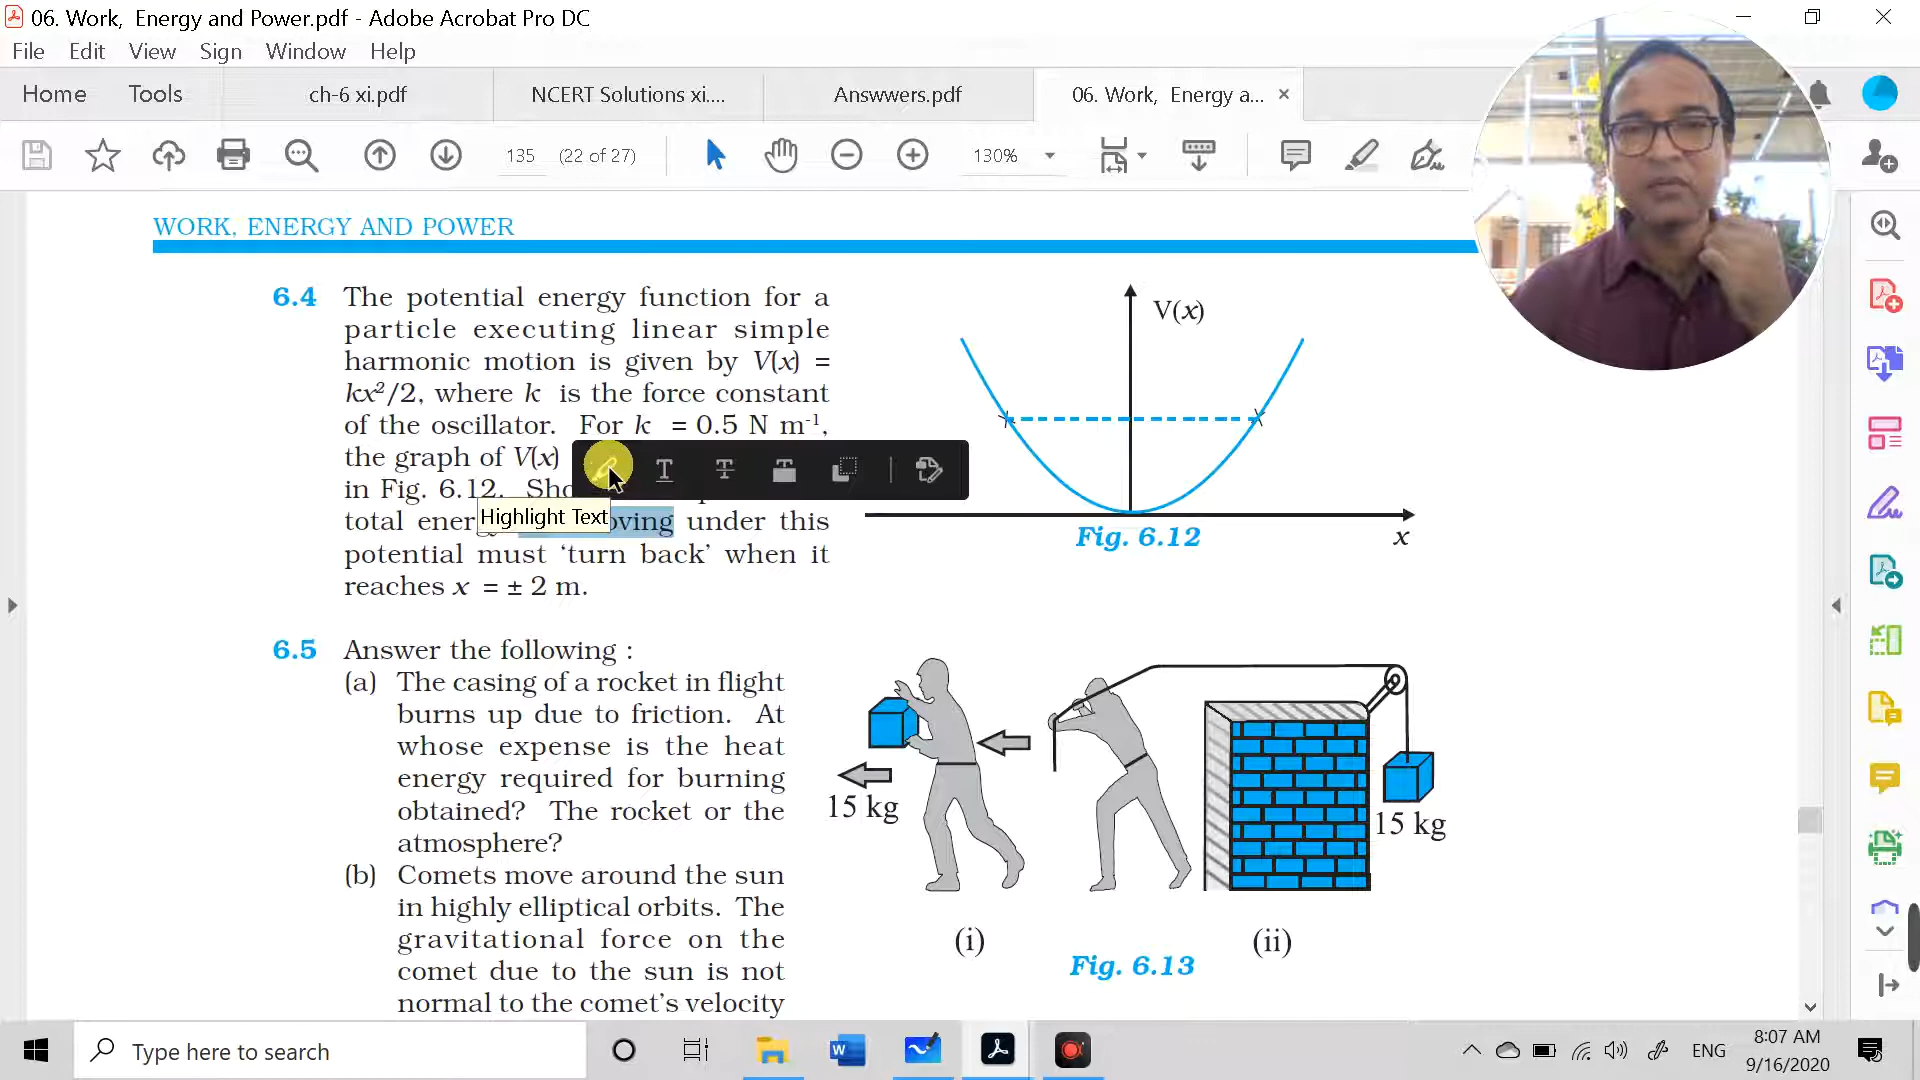 06. Work, Energy and Power.pdf - Adobe Acrobat Pro DC
File Edit View Sign Window Help
Home Tools ch-6 xi.pdf NCERT Solutions xi.... Answwers.pdf 06. Work, Energy a... ×
135 (22 of 27) 130%
WORK, ENERGY AND POWER
6.4 The potential energy function for a
particle executing linear simple
harmonic motion is given by V(x) =
kx²/2, where k is the force constant
of the oscillator. For k = 0.5 N m⁻¹,
the graph of V(x)
in Fig. 6.12.
total
Highlight Text
under this
potential must ‘turn back’ when it
reaches x = ± 2 m.
V(x)
x
Fig. 6.12
6.5 Answer the following :
(a) The casing of a rocket in flight
burns up due to friction. At
whose expense is the heat
energy required for burning
obtained? The rocket or the
atmosphere?
(b) Comets move around the sun
in highly elliptical orbits. The
gravitational force on the
comet due to the sun is not
normal to the comet’s velocity
15 kg
15 kg
(i) (ii)
Fig. 6.13
Type here to search
ENG
8:07 AM
9/16/2020